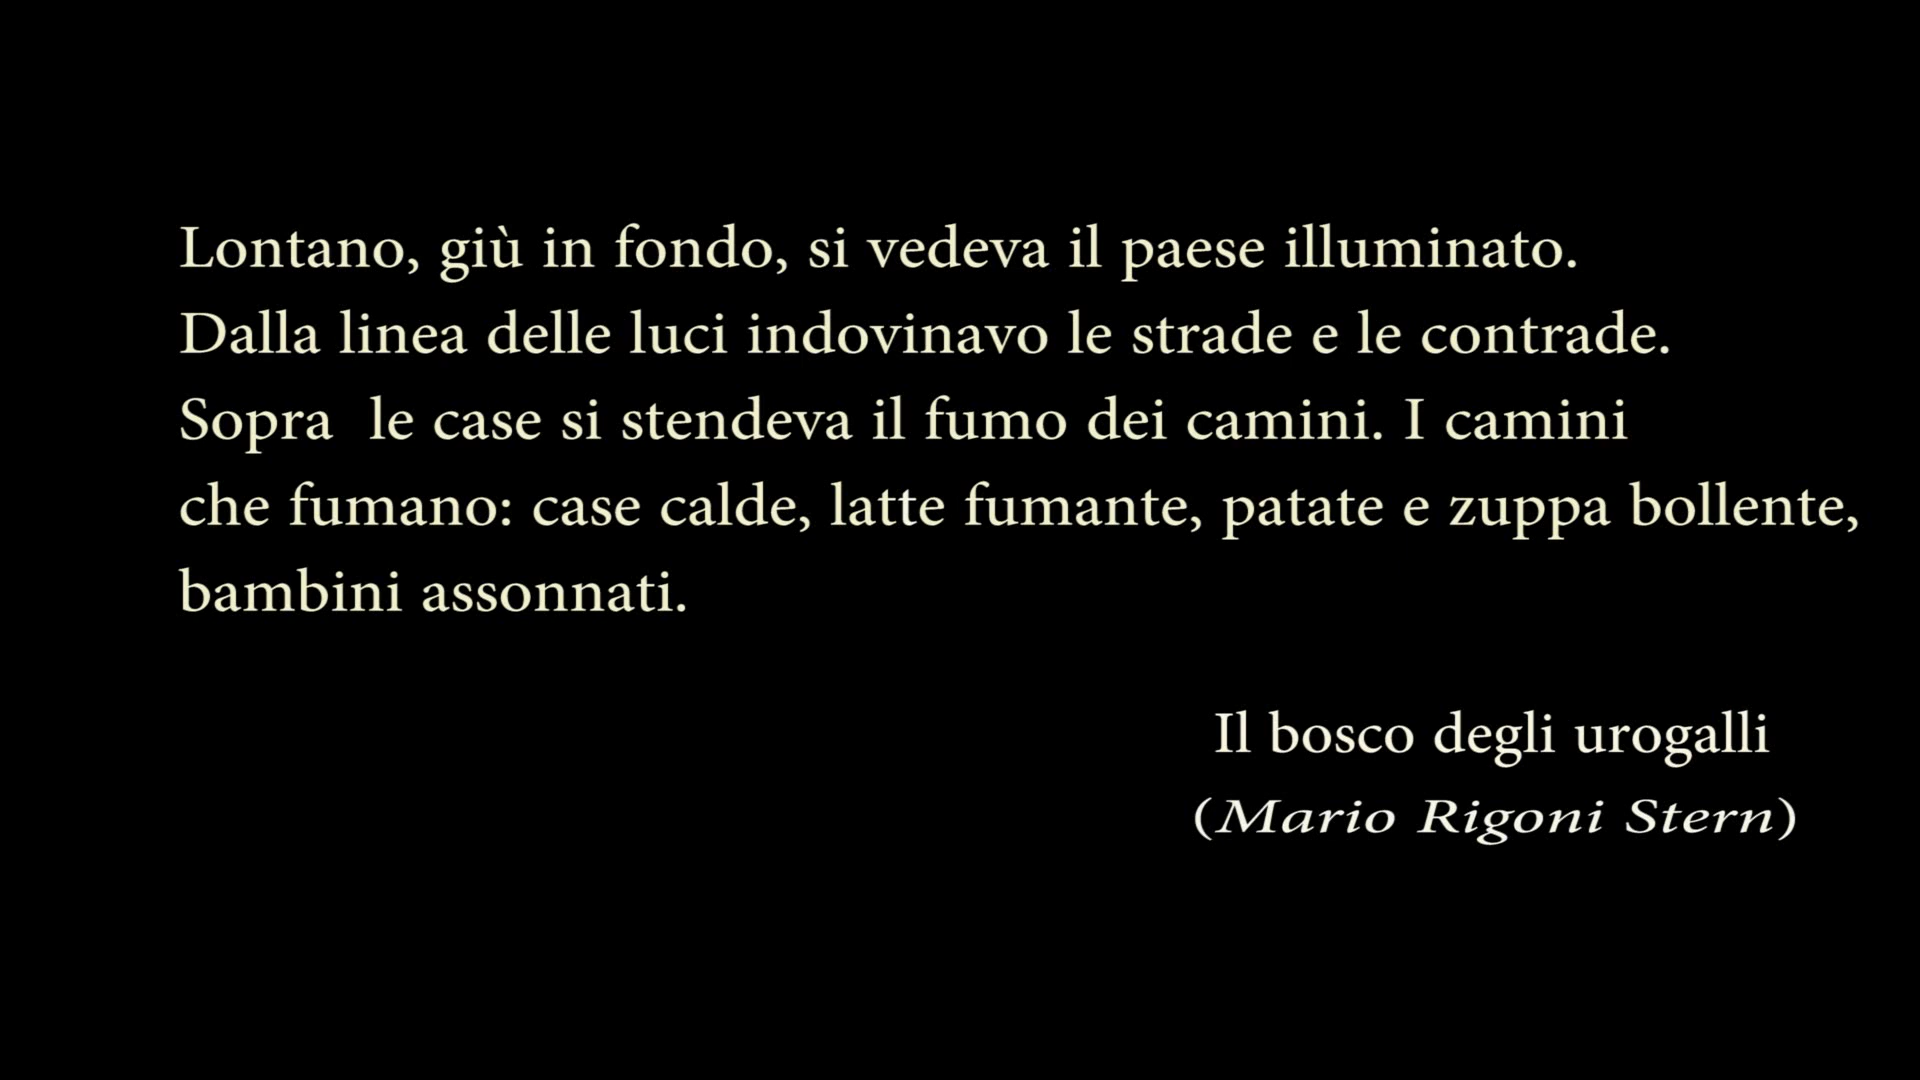 Lontano, giù in fondo, si vedeva il paese illuminato.
Dalla linea delle luci indovinavo le strade e le contrade.
Sopra  le case si stendeva il fumo dei camini. I camini
che fumano: case calde, latte fumante, patate e zuppa bollente,
bambini assonnati.
Il bosco degli urogalli
(Mario Rigoni Stern)